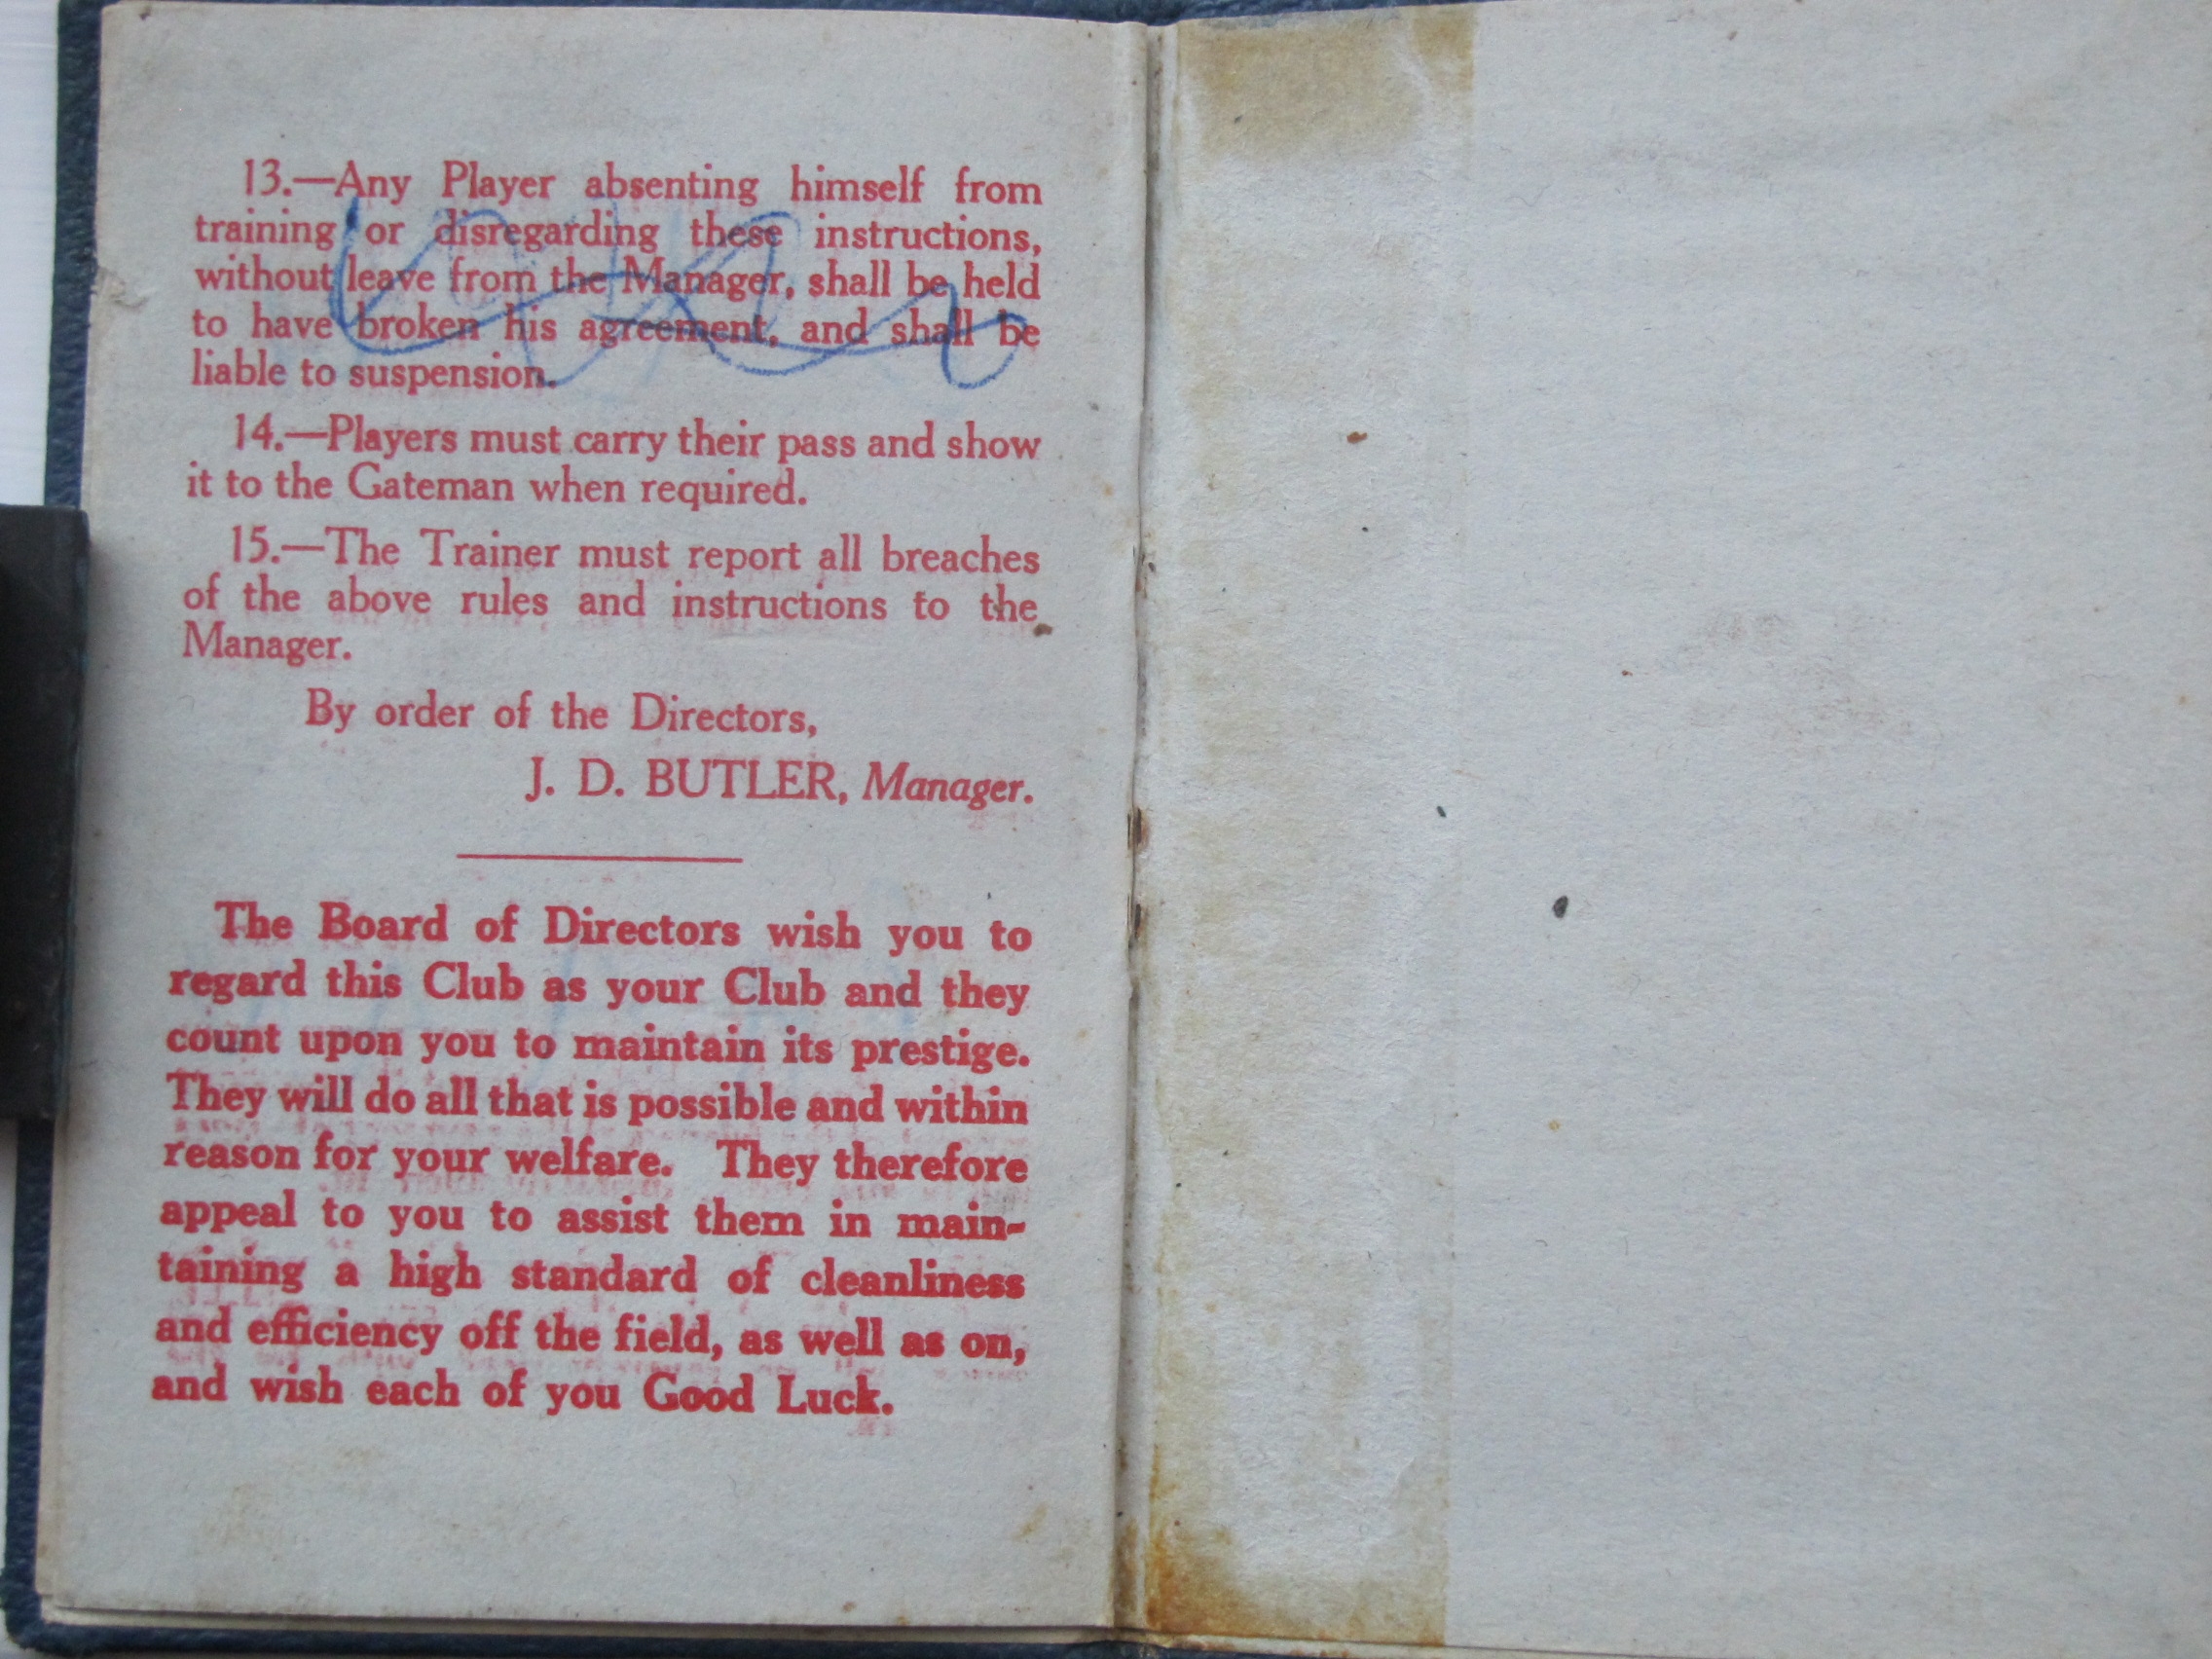 13.—Any Player absenting himself from
training or disregarding these instructions,
without leave from the Manager, shall be held
to have broken his agreement, and shall be
liable to suspension.
14.—Players must carry their pass and show
it to the Gateman when required.
15.—The Trainer must report all breaches
of the above rules and instructions to the
Manager.
By order of the Directors,
J. D. BUTLER, Manager.
The Board of Directors wish you to
regard this Club as your Club and they
count upon you to maintain its prestige.
They will do all that is possible and within
reason for your welfare. They therefore
appeal to you to assist them in main-
taining a high standard of cleanliness
and efficiency off the field, as well as on,
and wish each of you Good Luck.